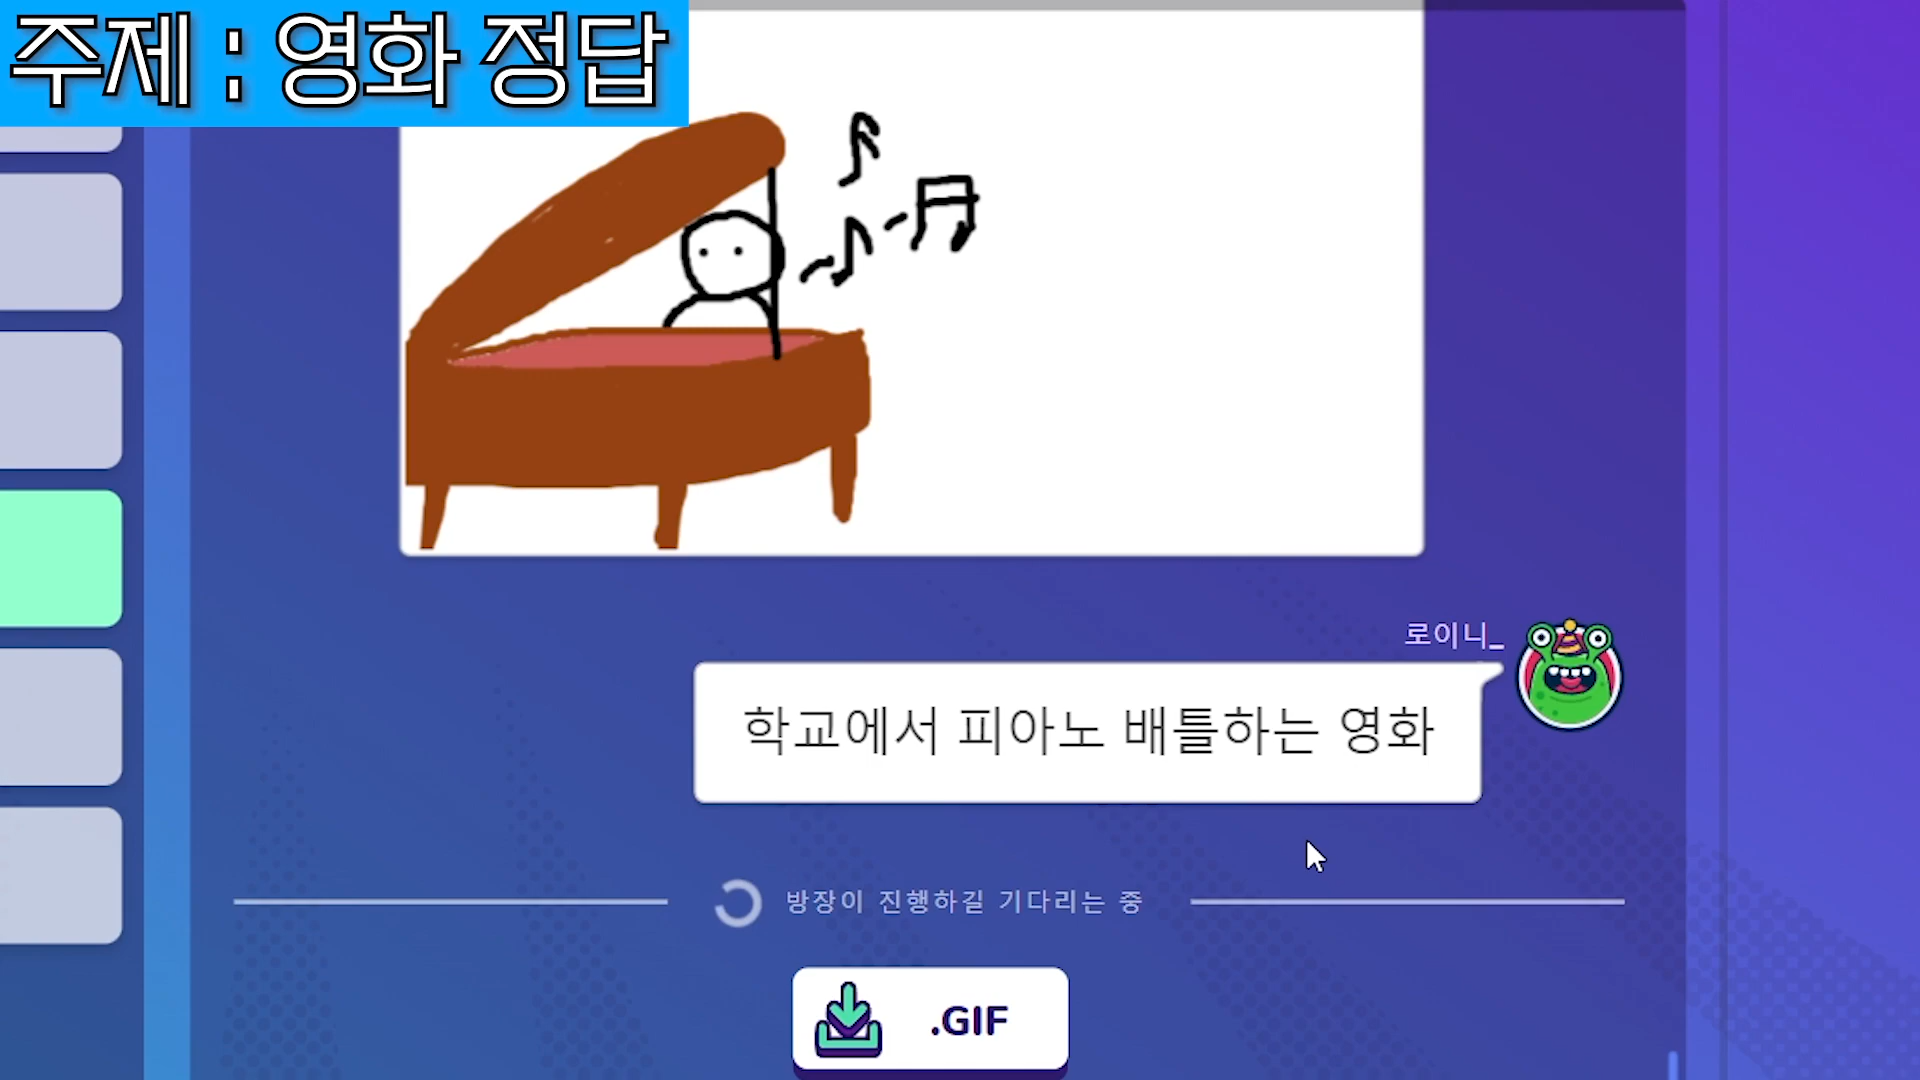 주제 : 영화 정답
로이니_
학교에서 피아노 배틀하는 영화
방장이 진행하길 기다리는 중
.GIF